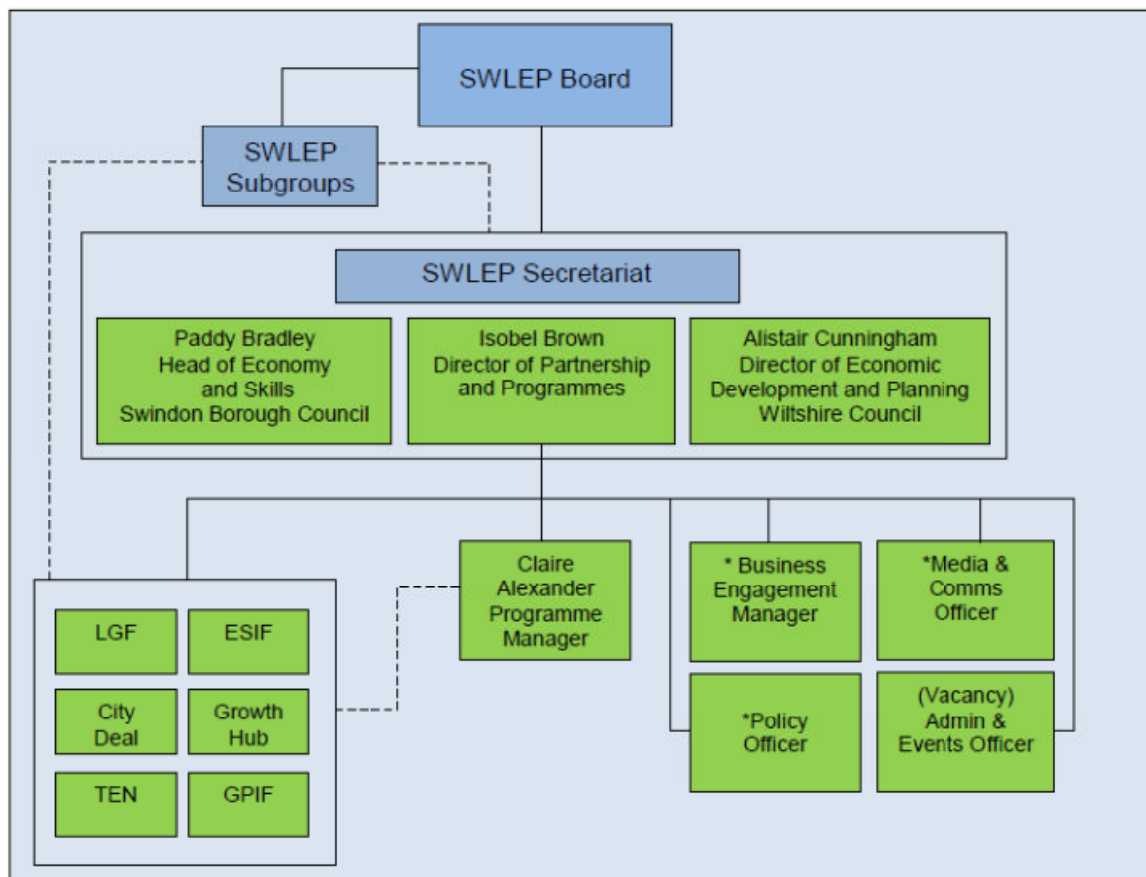 SWLEP Board
SWLEP
Subgroups
SWLEP Secretariat
Paddy Bradley
Head of Economy
and Skills
Swindon Borough Council
Isobel Brown
Director of Partnership
and Programmes
Alistair Cunningham
Director of Economic
Development and Planning
Wiltshire Council
LGF
ESIF
City
Deal
Growth
Hub
TEN
GPIF
Claire
Alexander
Programme
Manager
* Business
Engagement
Manager
*Media &
Comms
Officer
*Policy
Officer
(Vacancy)
Admin &
Events Officer